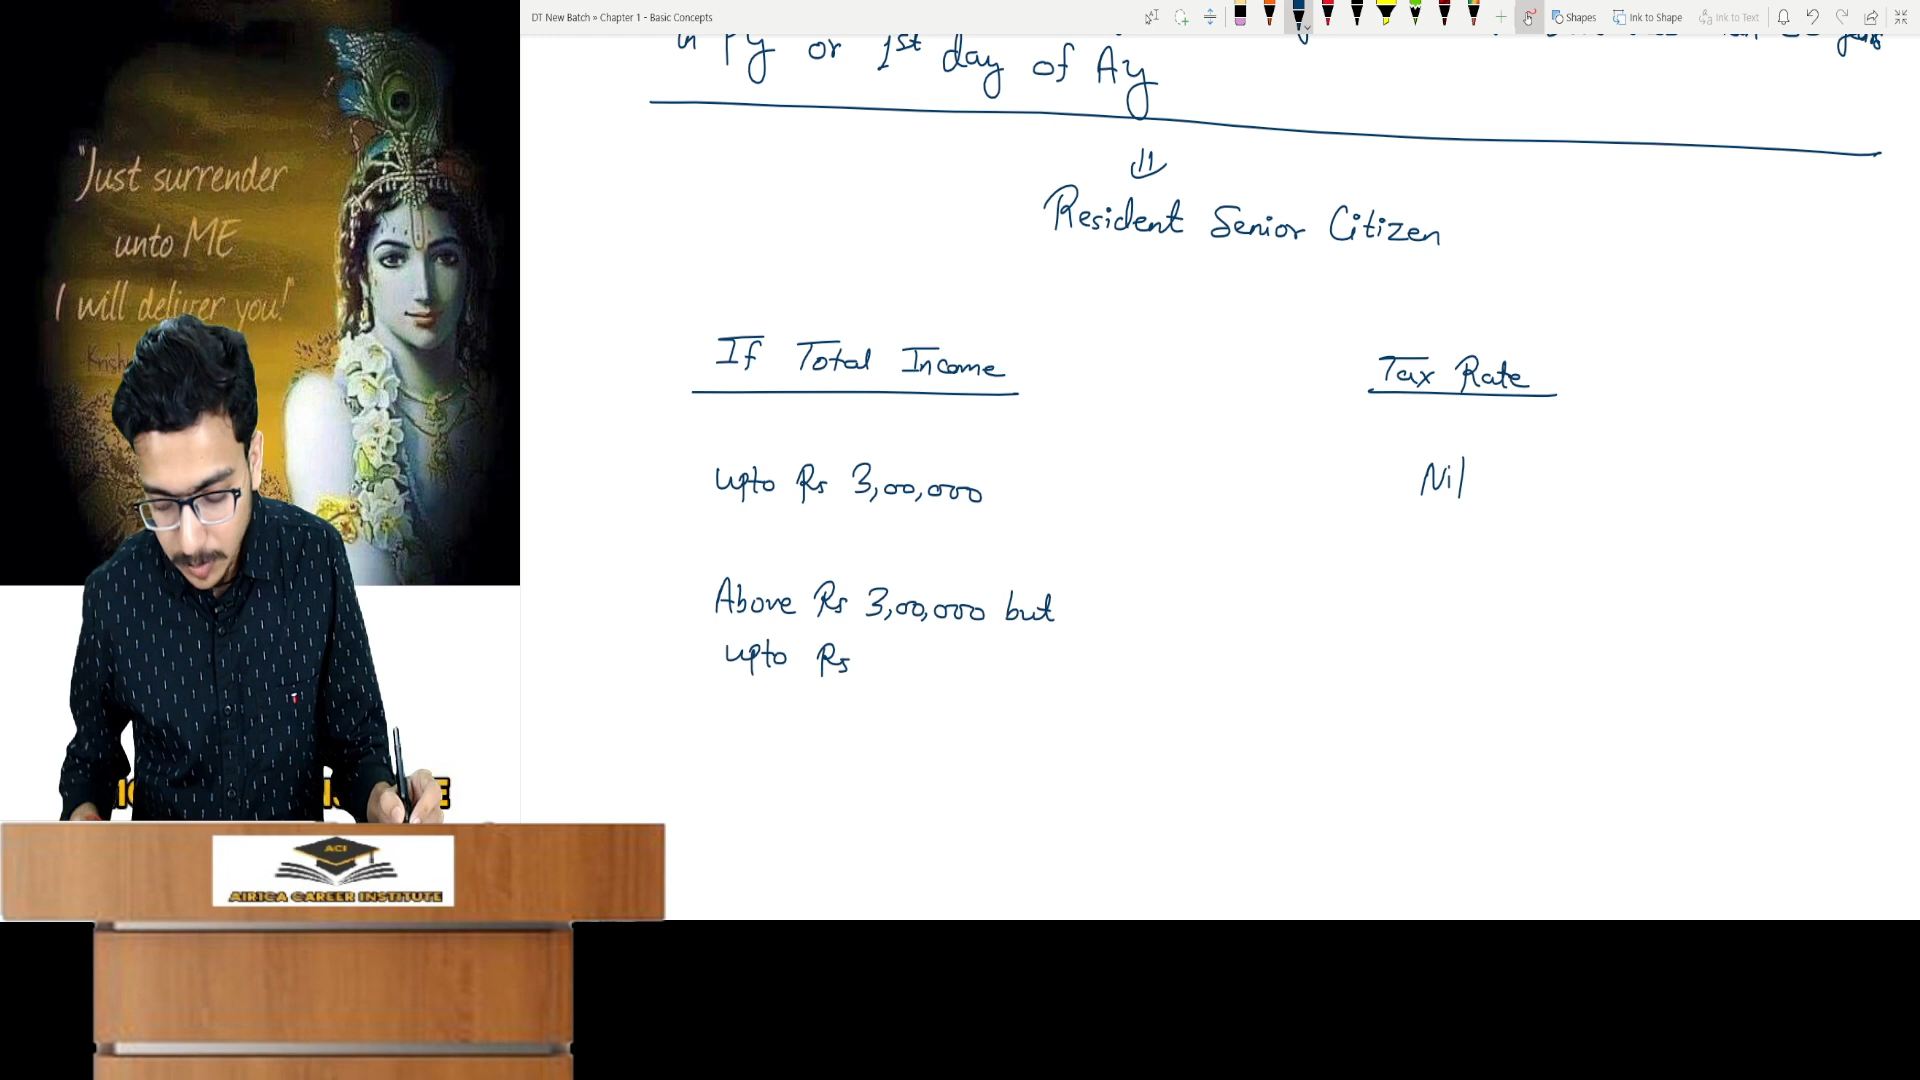 DT New Batch » Chapter 1 - Basic Concepts
Shapes
Ink to Shape
Ink to Text
in PY or 1st day of AY
Resident Senior Citizen
If Total Income
Tax Rate
upto Rs 3,00,000
Nil
Above Rs 3,00,000 but
upto Rs
"Just surrender
unto ME
I will deliver you!"
ACI
AIR1CA CAREER INSTITUTE